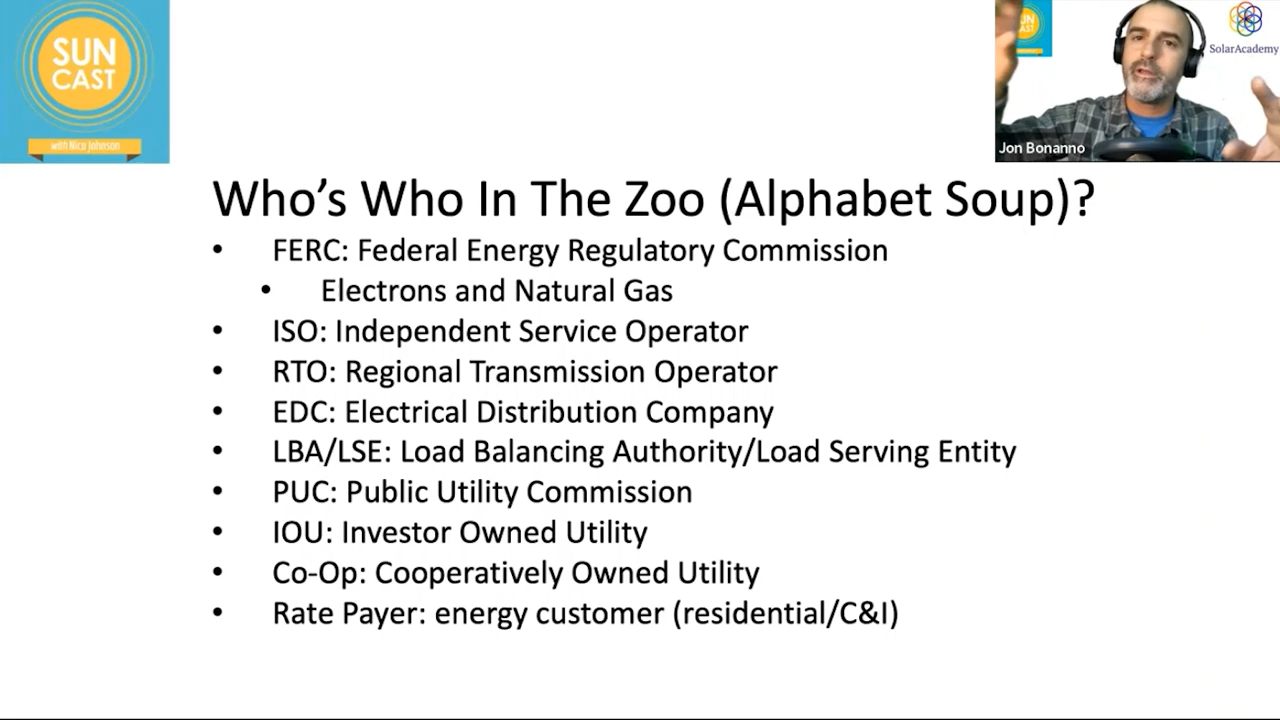 SUN
CAST
with Nico Johnson
SolarAcademy
Jon Bonanno
Who's Who In The Zoo (Alphabet Soup)?
• FERC: Federal Energy Regulatory Commission
• Electrons and Natural Gas
• ISO: Independent Service Operator
• RTO: Regional Transmission Operator
• EDC: Electrical Distribution Company
• LBA/LSE: Load Balancing Authority/Load Serving Entity
• PUC: Public Utility Commission
• IOU: Investor Owned Utility
• Co-Op: Cooperatively Owned Utility
• Rate Payer: energy customer (residential/C&I)